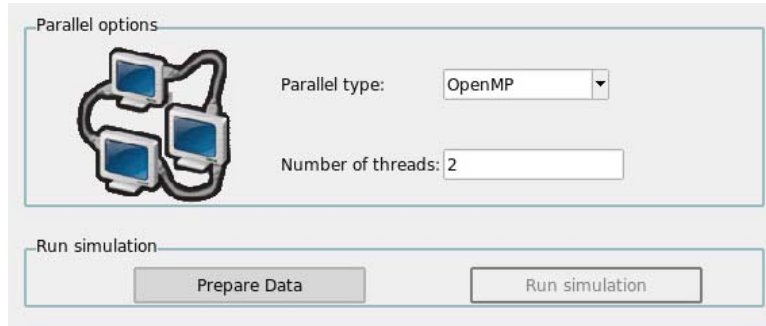 Parallel options
Parallel type: OpenMP
Number of threads: 2
Run simulation
Prepare Data Run simulation